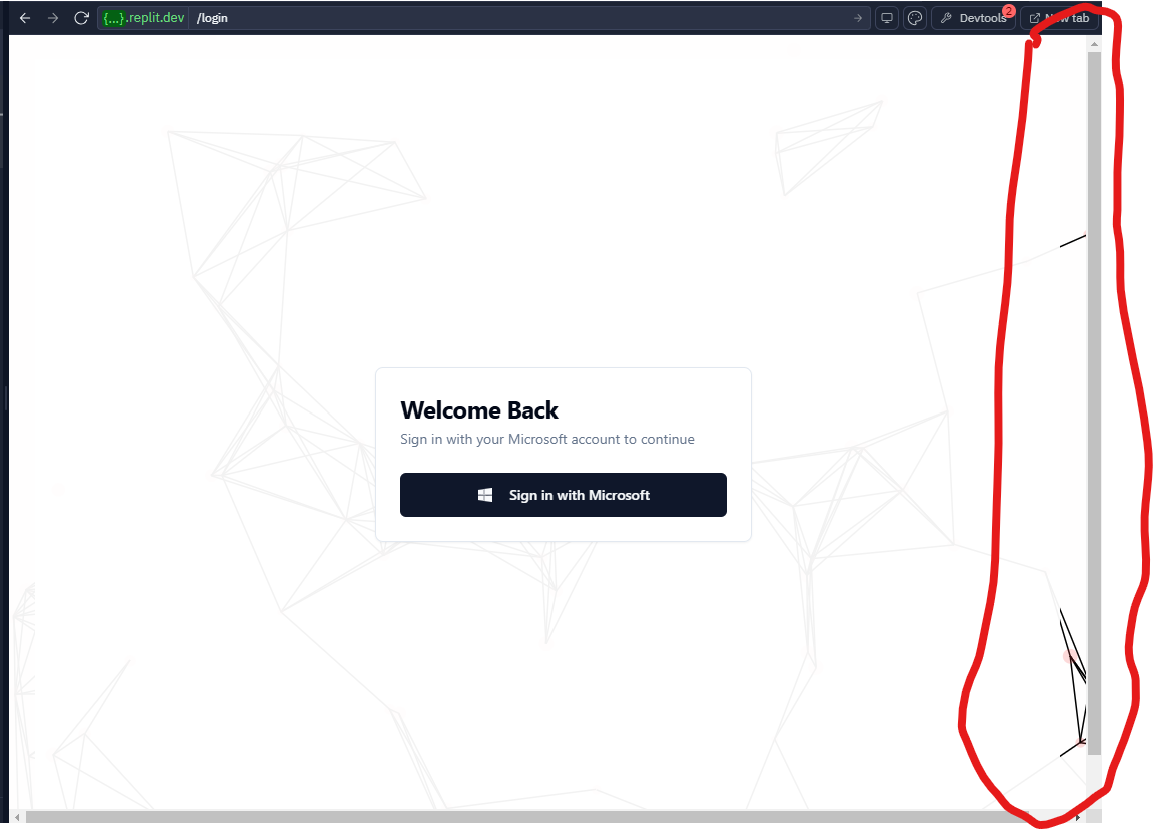 {...}.replit.dev /login Devtools 2 New tab
Welcome Back
Sign in with your Microsoft account to continue
Sign in with Microsoft